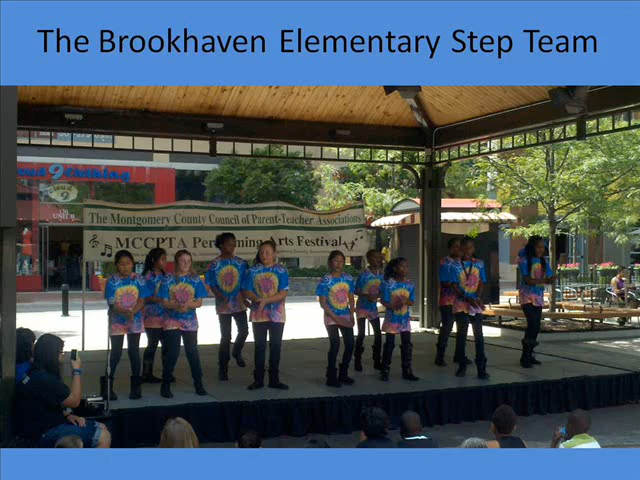 The Brookhaven Elementary Step Team
The Montgomery County Council of Parent-Teacher Associations
MCCPTA Performing Arts Festival